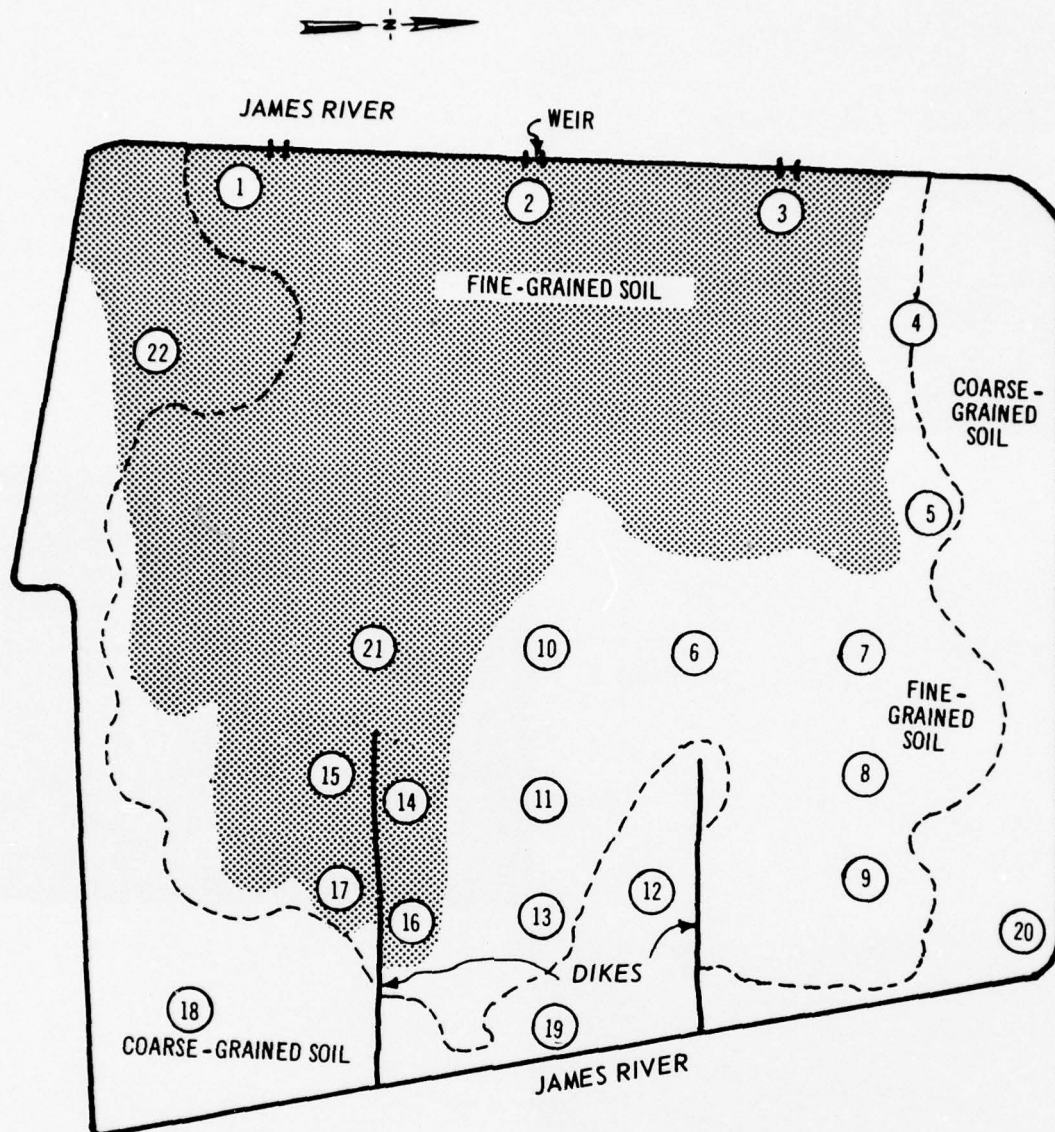 N
JAMES RIVER
WEIR
1
2
3
FINE-GRAINED SOIL
4
22
COARSE-
GRAINED
SOIL
5
21
10
6
7
FINE-
GRAINED
SOIL
15
14
11
8
17
16
13
12
9
20
DIKES
18
19
COARSE-GRAINED SOIL
JAMES RIVER